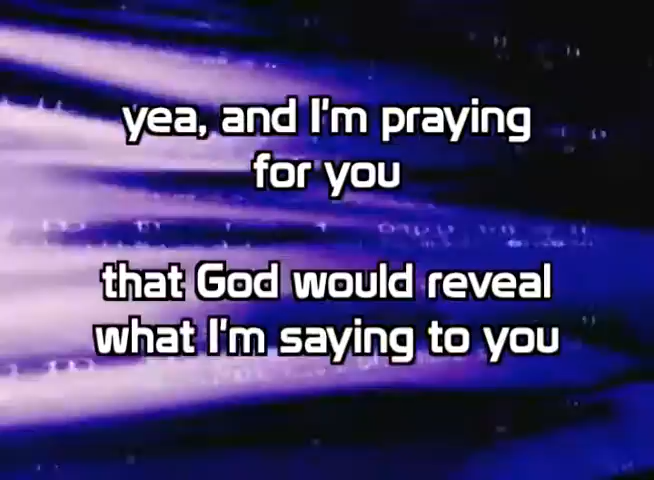 yea, and I'm praying
for you
that God would reveal
what I'm saying to you